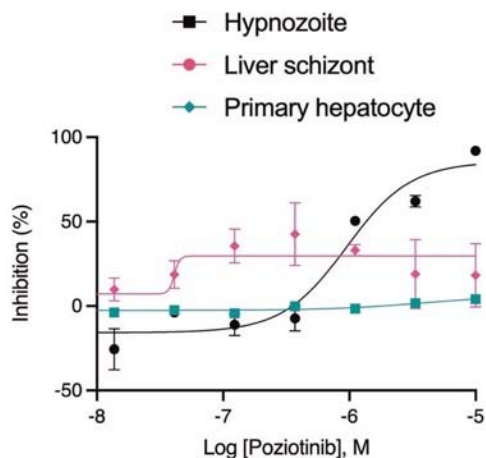 Hypnozoite
Liver schizont
Primary hepatocyte
100
50
0
-50
Inhibition (%)
-8
-7
-6
-5
Log [Poziotinib], M